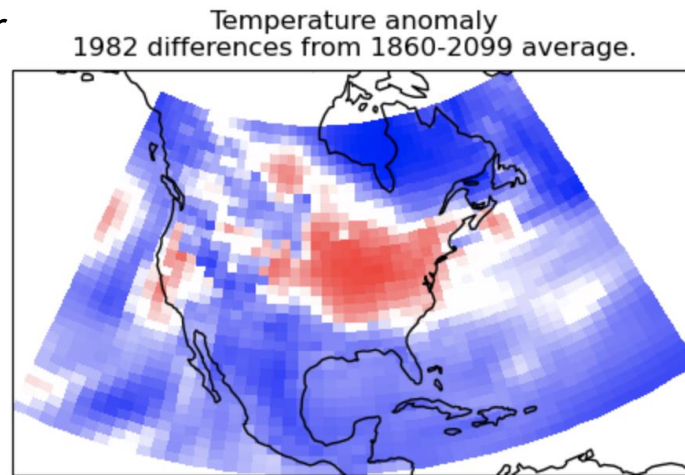 r
Temperature anomaly
1982 differences from 1860-2099 average.